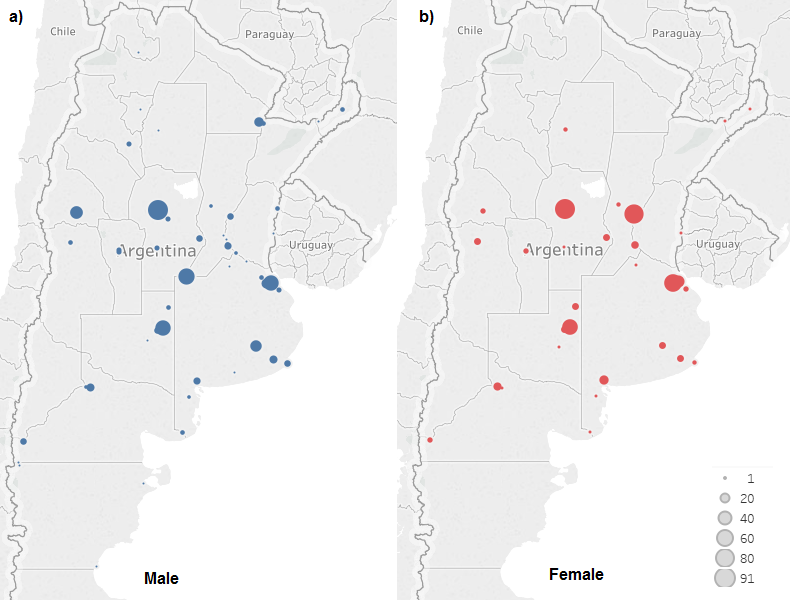 a)
Chile
Paraguay
Argentina
Uruguay
Male
b)
Chile
Paraguay
Argentina
Uruguay
Female
1
20
40
60
80
91